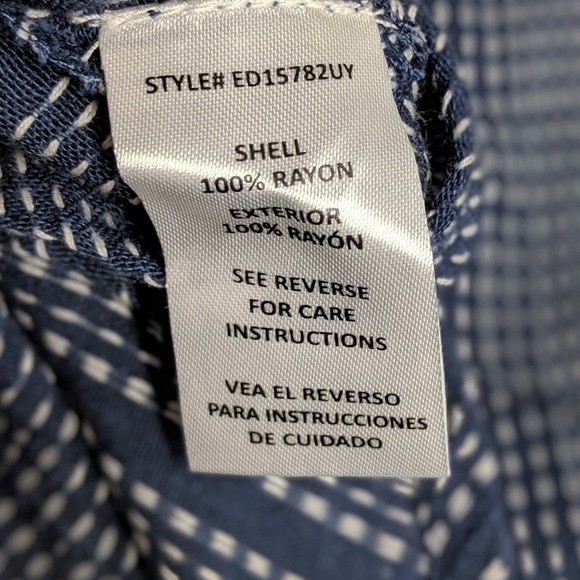 STYLE# ED15782UY
SHELL
100% RAYON
EXTERIOR
100% RAYÓN
SEE REVERSE
FOR CARE
INSTRUCTIONS
VEA EL REVERSO
PARA INSTRUCCIONES
DE CUIDADO